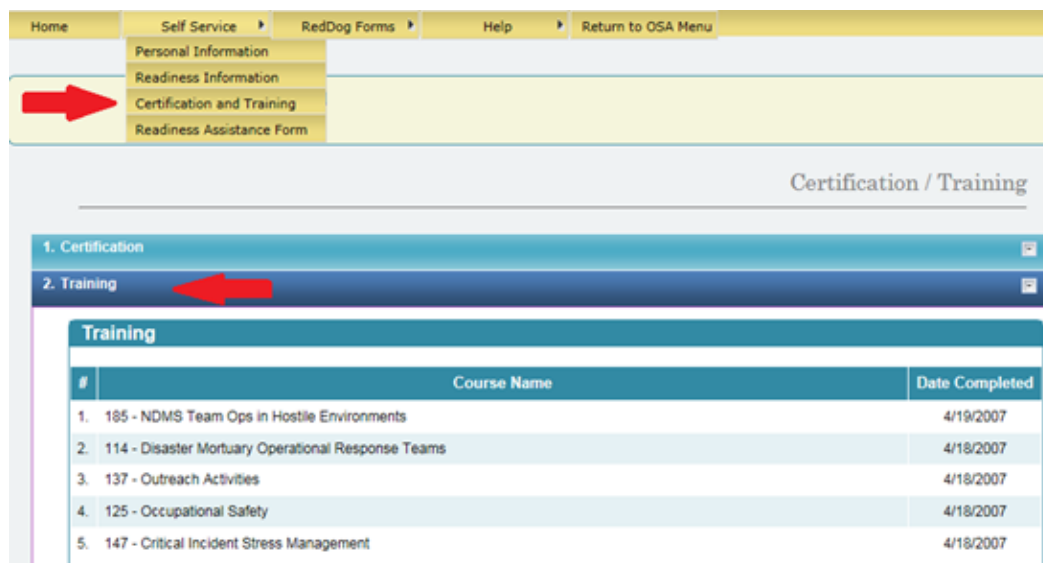 Home Self Service RedDog Forms Help Return to OSA Menu
Personal Information
Readiness Information
Certification and Training
Readiness Assistance Form
Certification / Training
1. Certification
2. Training
Training
# Course Name Date Completed
1. 185 - NDMS Team Ops in Hostile Environments 4/19/2007
2. 114 - Disaster Mortuary Operational Response Teams 4/18/2007
3. 137 - Outreach Activities 4/18/2007
4. 125 - Occupational Safety 4/18/2007
5. 147 - Critical Incident Stress Management 4/18/2007